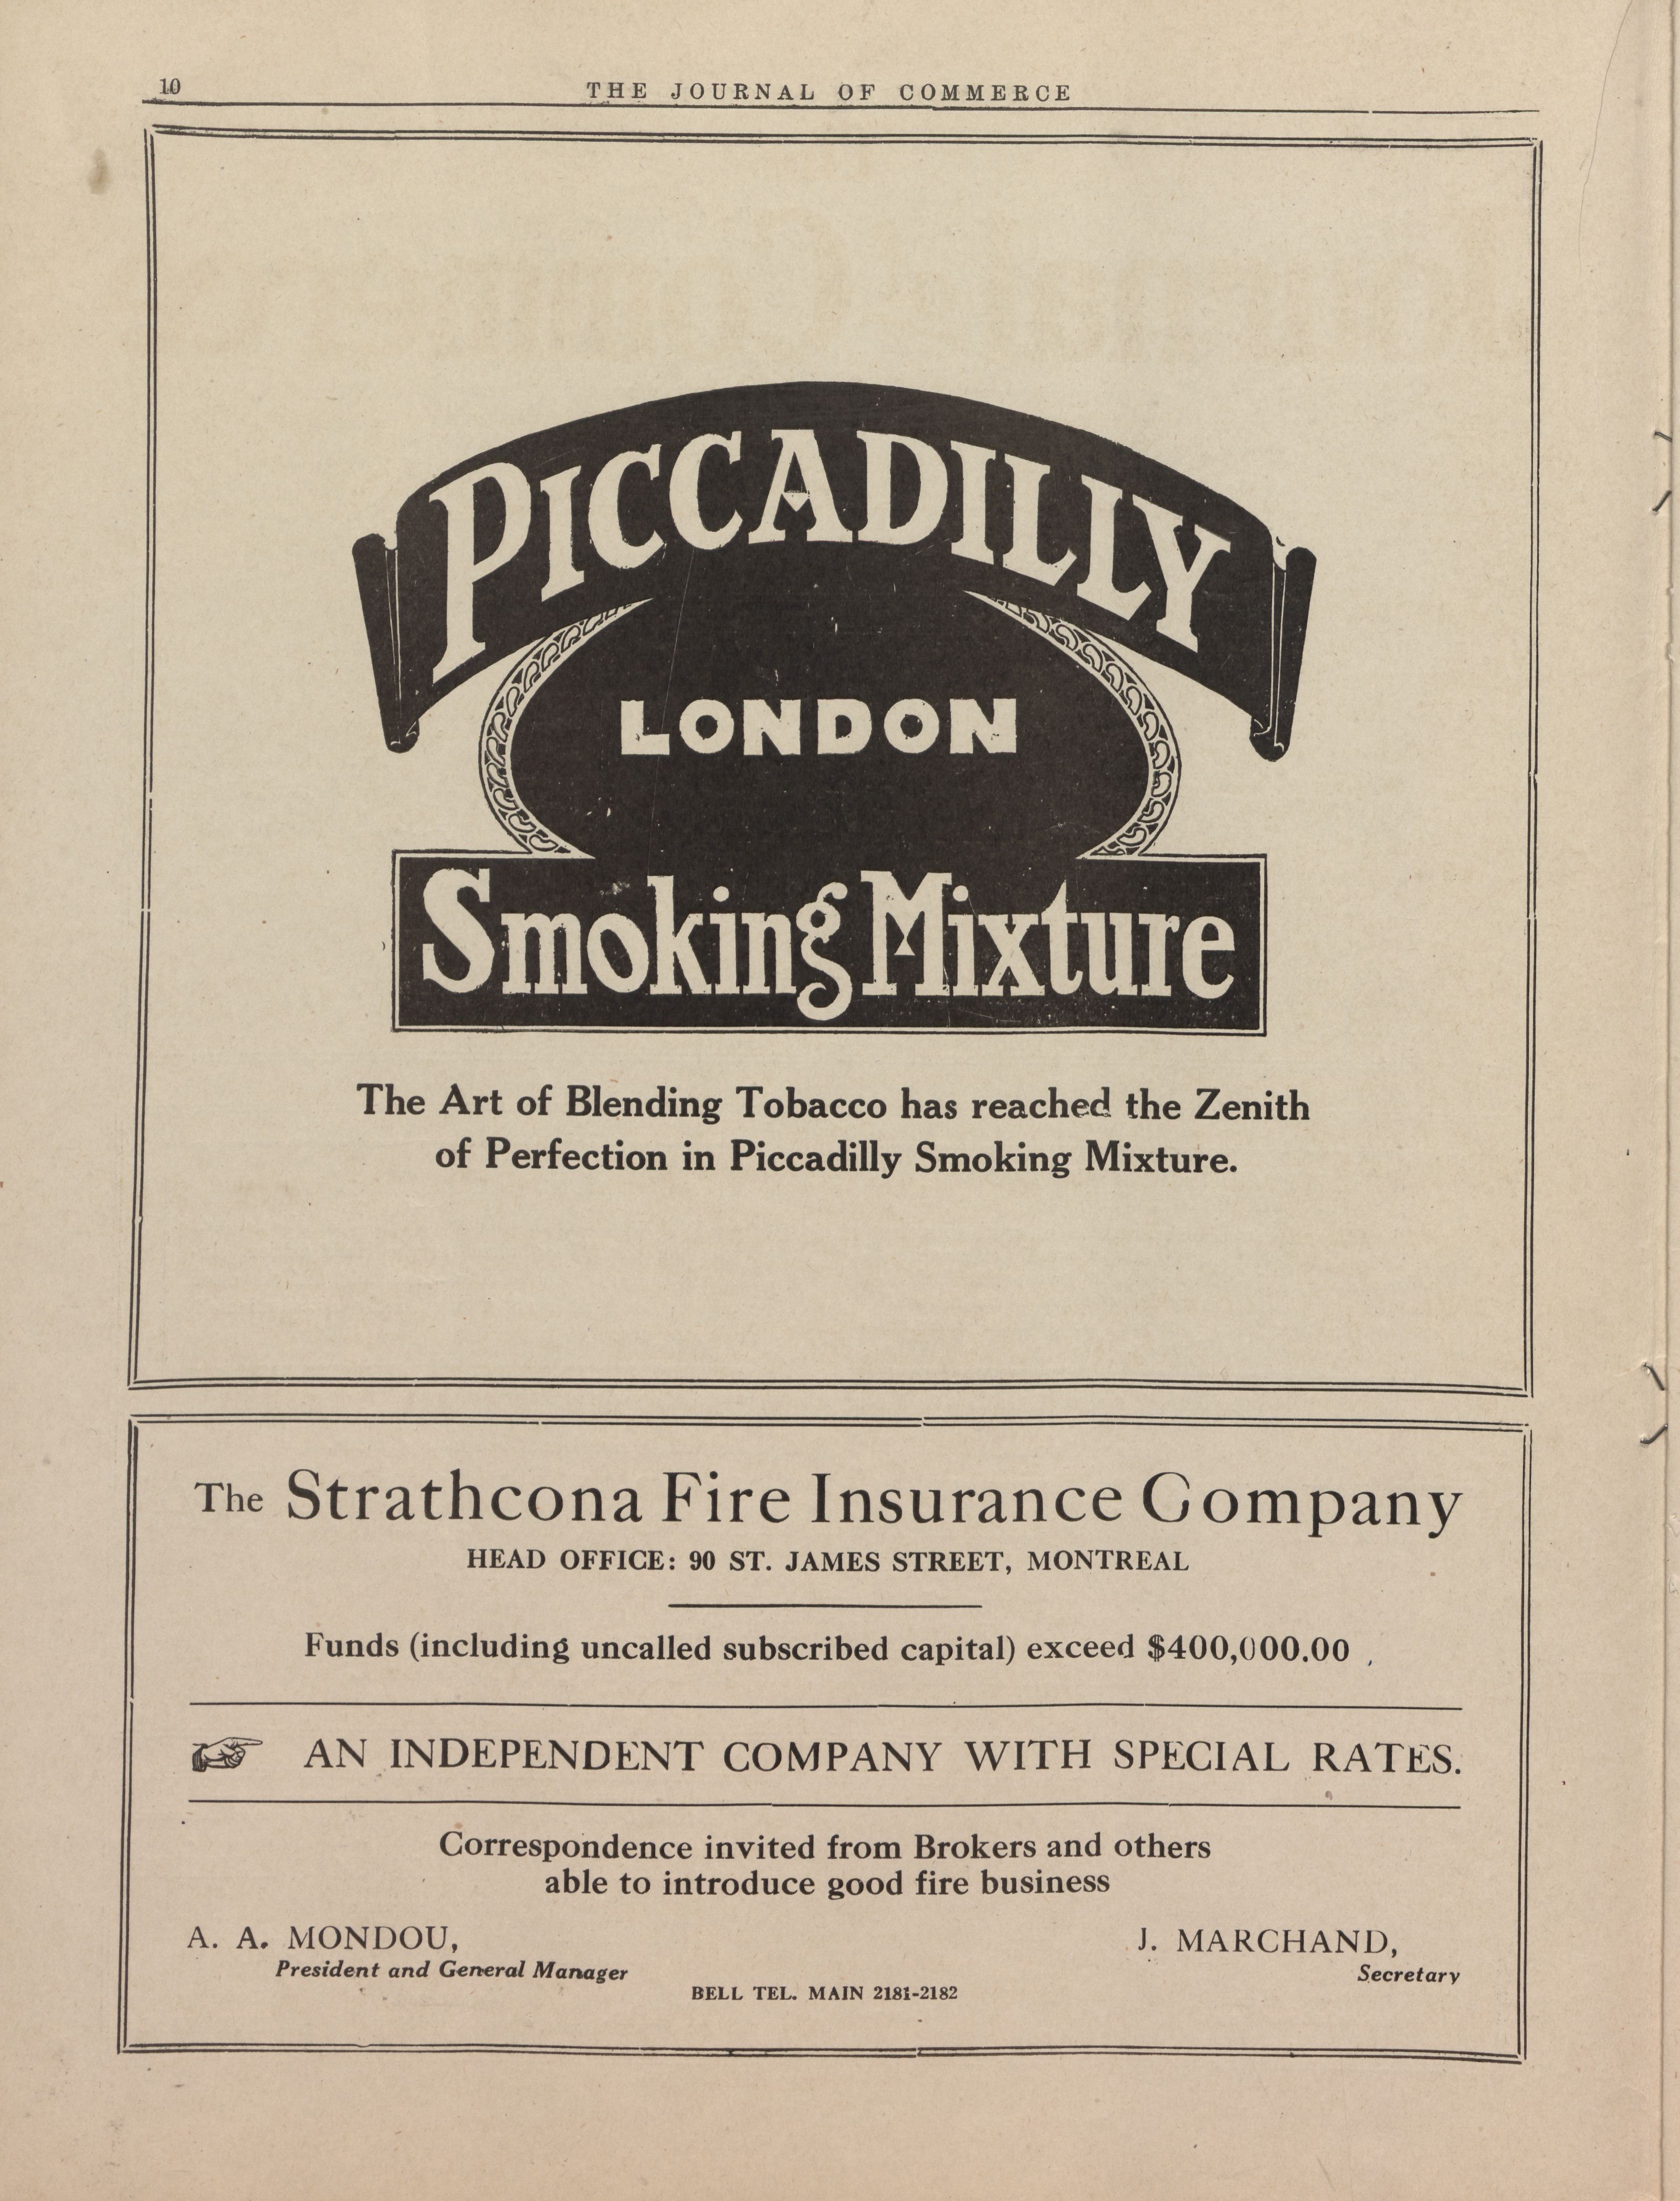 10
THE JOURNAL OF COMMERCE
PICCADILLY
LONDON
Smoking Mixture
The Art of Blending Tobacco has reached the Zenith
of Perfection in Piccadilly Smoking Mixture.
The Strathcona Fire Insurance Company
HEAD OFFICE: 90 ST. JAMES STREET, MONTREAL
Funds (including uncalled subscribed capital) exceed $400,000.00
☞ AN INDEPENDENT COMPANY WITH SPECIAL RATES.
Correspondence invited from Brokers and others
able to introduce good fire business
A. A. MONDOU,
President and General Manager
J. MARCHAND,
Secretary
BELL TEL. MAIN 2181-2182